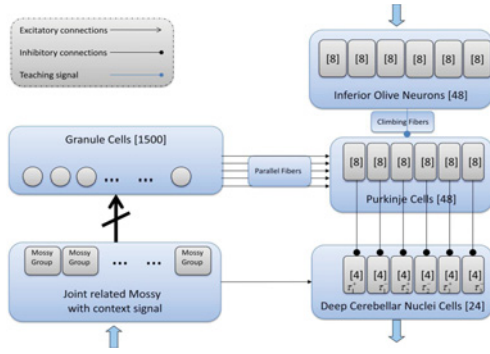 Excitatory connections
Inhibitory connections
Teaching signal
[8] [8] [8] [8] [8] [8]
Inferior Olive Neurons [48]
Climbing Fibers
Granule Cells [1500]
... ...
Parallel Fibers
[8] [8] [8] [8] [8] [8]
Purkinje Cells [48]
Mossy Group Mossy Group ... ... Mossy Group
Joint related Mossy
with context signal
[4] [4] [4] [4] [4] [4]
Deep Cerebellar Nuclei Cells [24]